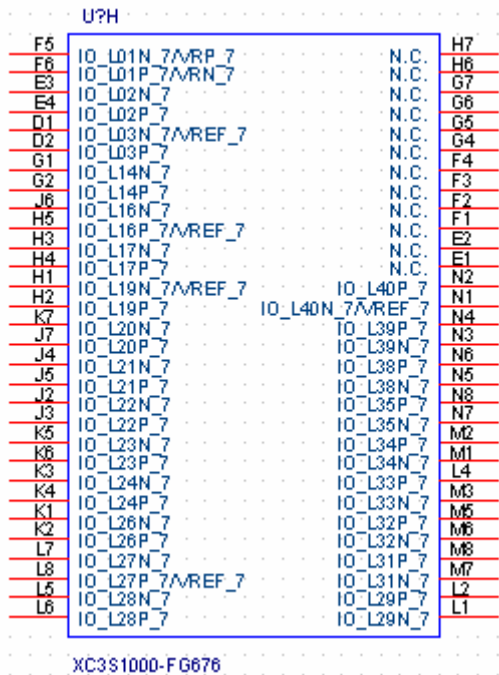 U?H
F5 IO_L01N_7/VRP_7 N.C. H7
F6 IO_L01P_7/VRN_7 N.C. H6
E3 IO_L02N_7 N.C. G7
E4 IO_L02P_7 N.C. G6
D1 IO_L03N_7/VREF_7 N.C. G5
D2 IO_L03P_7 N.C. G4
G1 IO_L14N_7 N.C. F4
G2 IO_L14P_7 N.C. F3
J6 IO_L16N_7 N.C. F2
H5 IO_L16P_7/VREF_7 N.C. F1
H3 IO_L17N_7 N.C. E2
H4 IO_L17P_7 N.C. E1
H1 IO_L19N_7/VREF_7 IO_L40P_7 N2
H2 IO_L19P_7 IO_L40N_7/VREF_7 N1
K7 IO_L20N_7 IO_L39P_7 N4
J7 IO_L20P_7 IO_L39N_7 N3
J4 IO_L21N_7 IO_L38P_7 N6
J5 IO_L21P_7 IO_L38N_7 N5
J2 IO_L22N_7 IO_L35P_7 N8
J3 IO_L22P_7 IO_L35N_7 N7
K5 IO_L23N_7 IO_L34P_7 M2
K6 IO_L23P_7 IO_L34N_7 M1
K3 IO_L24N_7 IO_L33P_7 L4
K4 IO_L24P_7 IO_L33N_7 M3
K1 IO_L26N_7 IO_L32P_7 M5
K2 IO_L26P_7 IO_L32N_7 M6
L7 IO_L27N_7 IO_L31P_7 M8
L8 IO_L27P_7/VREF_7 IO_L31N_7 M7
L5 IO_L28N_7 IO_L29P_7 L2
L6 IO_L28P_7 IO_L29N_7 L1
XC3S1000-FG676